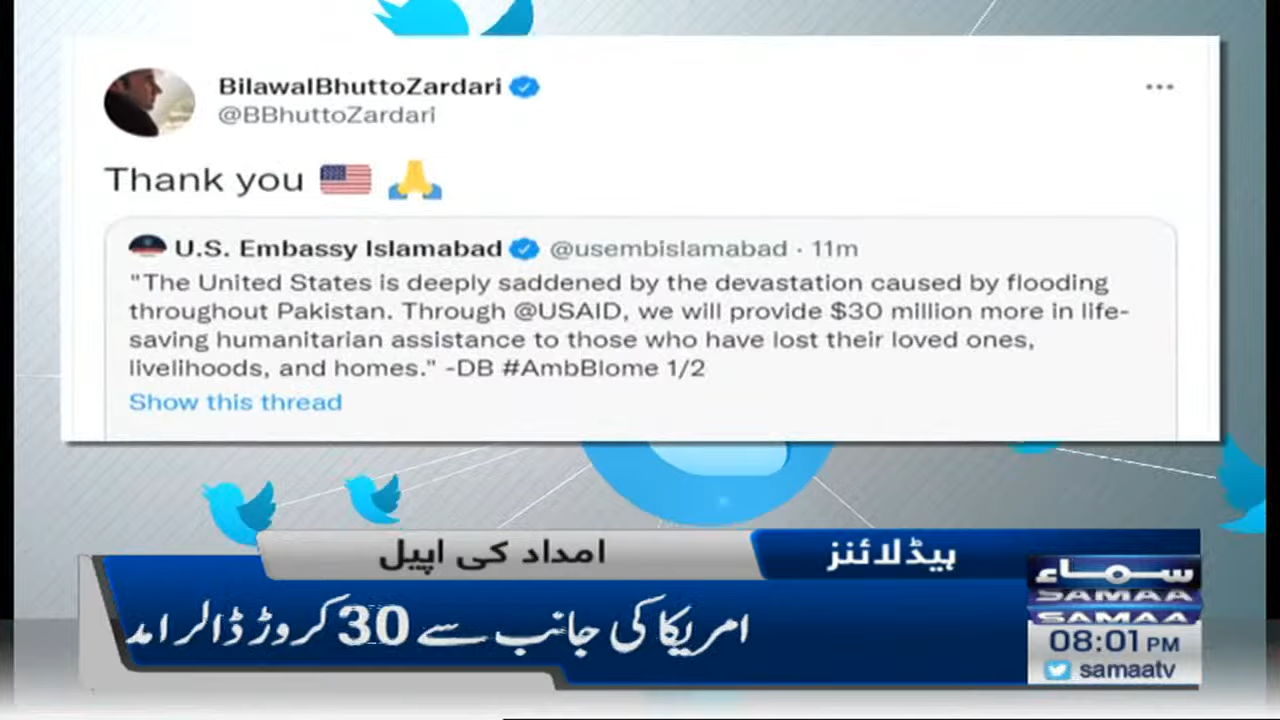 BilawalBhuttoZardari
@BBhuttoZardari
Thank you 🇺🇸 🙏
U.S. Embassy Islamabad @usembislamabad · 11m
"The United States is deeply saddened by the devastation caused by flooding
throughout Pakistan. Through @USAID, we will provide $30 million more in life-
saving humanitarian assistance to those who have lost their loved ones,
livelihoods, and homes." -DB #AmbBlome 1/2
Show this thread
ہیڈلائنز
امداد کی اپیل
امریکا کی جانب سے 30 کروڑ ڈالر امد
سماء
SAMAA
SAMAA
08:01 PM
samaatv